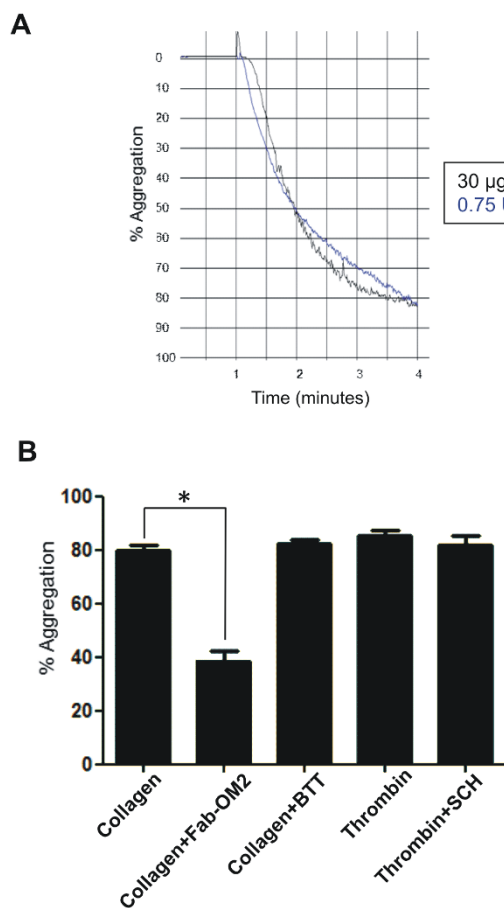 A
0
10
20
30
40
50
60
70
80
90
100
% Aggregation
1 2 3 4
Time (minutes)
30 µg
0.75
B
*
100
80
60
40
20
0
% Aggregation
Collagen
Collagen+Fab-OM2
Collagen+BTT
Thrombin
Thrombin+SCH